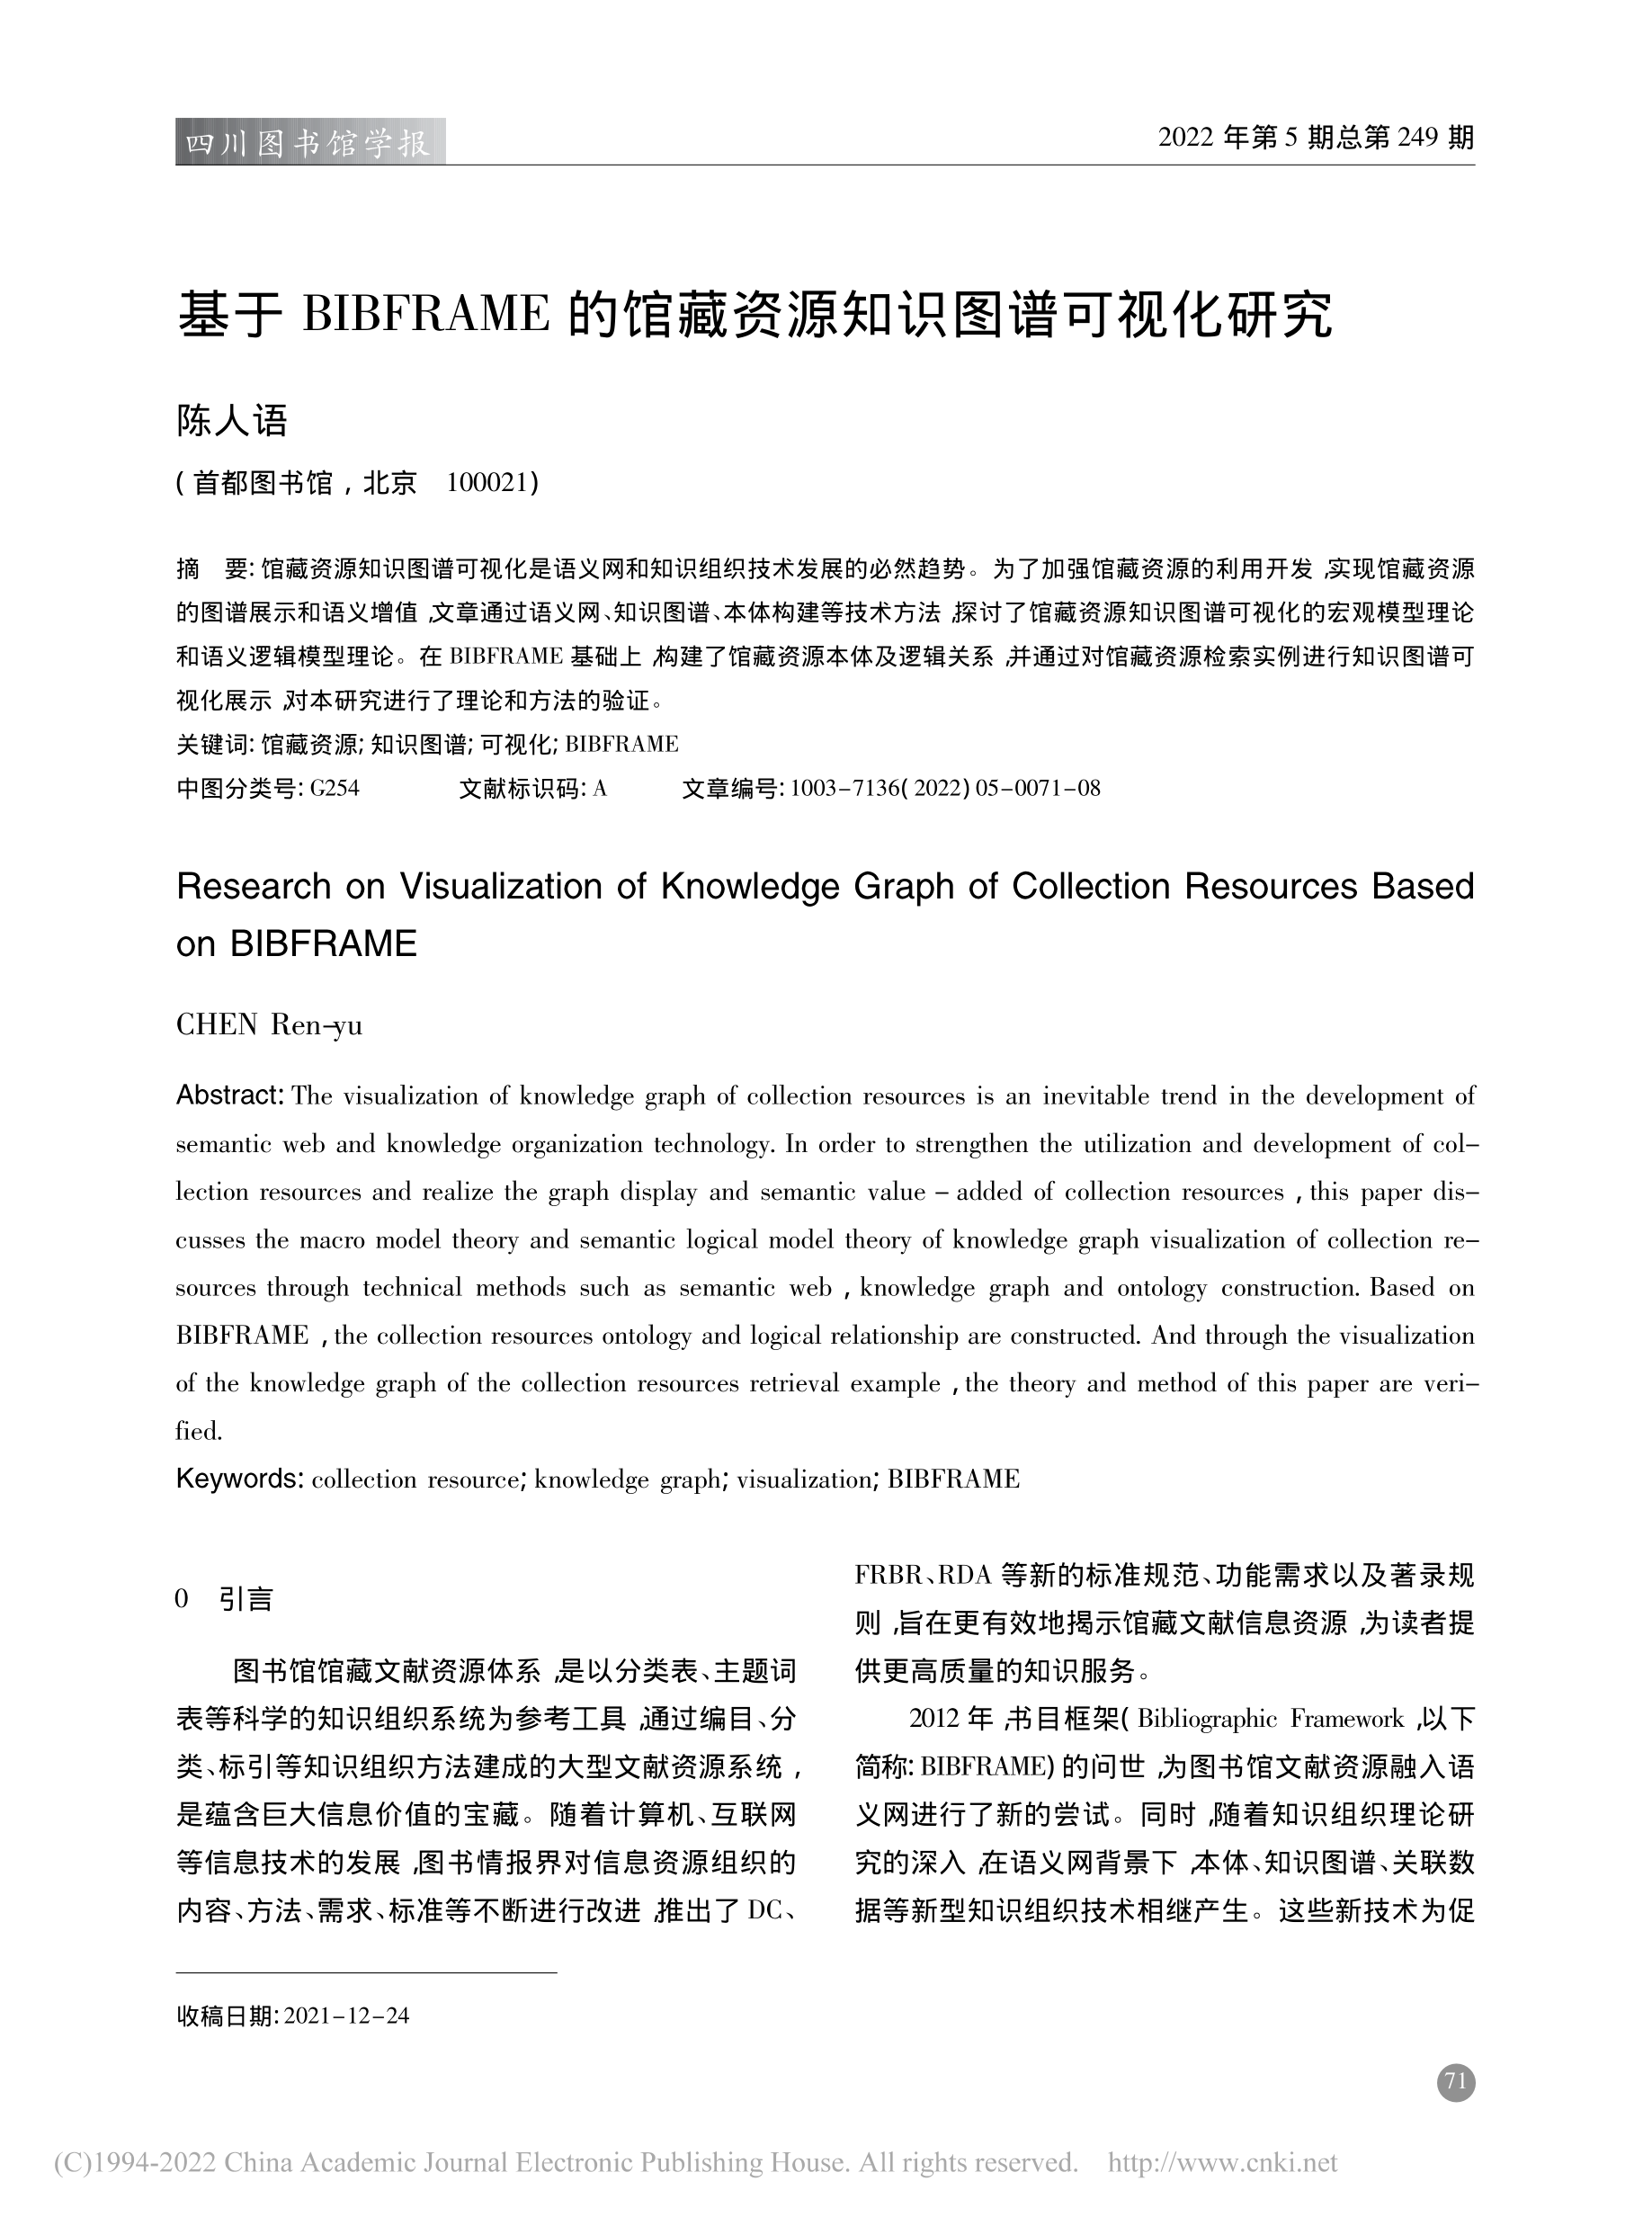 四川图书馆学报
2022 年第 5 期总第 249 期
基于 BIBFRAME 的馆藏资源知识图谱可视化研究
陈人语
(首都图书馆,北京　100021)
摘　要:馆藏资源知识图谱可视化是语义网和知识组织技术发展的必然趋势。为了加强馆藏资源的利用开发,实现馆藏资源
的图谱展示和语义增值,文章通过语义网、知识图谱、本体构建等技术方法,探讨了馆藏资源知识图谱可视化的宏观模型理论
和语义逻辑模型理论。在 BIBFRAME 基础上,构建了馆藏资源本体及逻辑关系,并通过对馆藏资源检索实例进行知识图谱可
视化展示,对本研究进行了理论和方法的验证。
关键词:馆藏资源;知识图谱;可视化;BIBFRAME
中图分类号:G254　　文献标识码:A　　文章编号:1003-7136(2022)05-0071-08
Research on Visualization of Knowledge Graph of Collection Resources Based
on BIBFRAME
CHEN Ren-yu
Abstract: The visualization of knowledge graph of collection resources is an inevitable trend in the development of
semantic web and knowledge organization technology. In order to strengthen the utilization and development of col-
lection resources and realize the graph display and semantic value-added of collection resources, this paper dis-
cusses the macro model theory and semantic logical model theory of knowledge graph visualization of collection re-
sources through technical methods such as semantic web, knowledge graph and ontology construction. Based on
BIBFRAME, the collection resources ontology and logical relationship are constructed. And through the visualization
of the knowledge graph of the collection resources retrieval example, the theory and method of this paper are veri-
fied.
Keywords: collection resource; knowledge graph; visualization; BIBFRAME
0　引言
图书馆馆藏文献资源体系,是以分类表、主题词
表等科学的知识组织系统为参考工具,通过编目、分
类、标引等知识组织方法建成的大型文献资源系统,
是蕴含巨大信息价值的宝藏。随着计算机、互联网
等信息技术的发展,图书情报界对信息资源组织的
内容、方法、需求、标准等不断进行改进,推出了 DC、
FRBR、RDA 等新的标准规范、功能需求以及著录规
则,旨在更有效地揭示馆藏文献信息资源,为读者提
供更高质量的知识服务。
2012 年,书目框架(Bibliographic Framework,以下
简称:BIBFRAME)的问世,为图书馆文献资源融入语
义网进行了新的尝试。同时,随着知识组织理论研
究的深入,在语义网背景下,本体、知识图谱、关联数
据等新型知识组织技术相继产生。这些新技术为促
收稿日期:2021-12-24
71
(C)1994-2022 China Academic Journal Electronic Publishing House. All rights reserved.　http://www.cnki.net